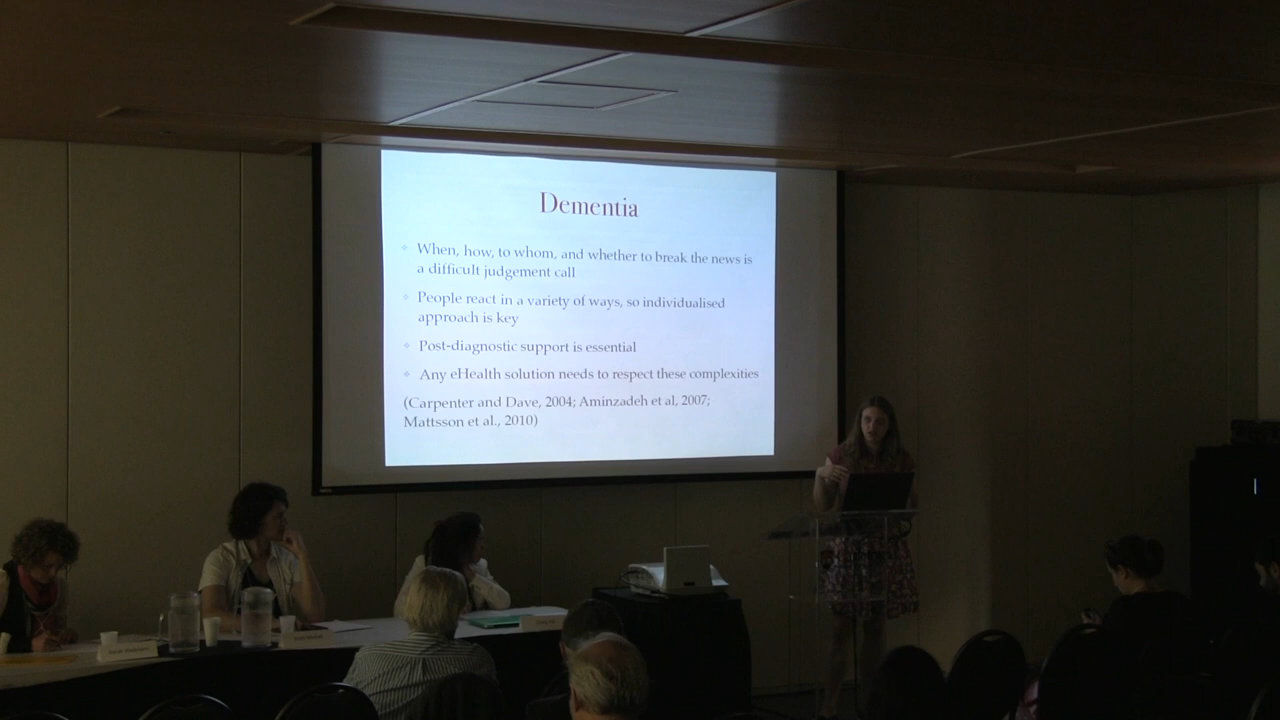 Dementia
When, how, to whom, and whether to break the news is
a difficult judgement call
People react in a variety of ways, so individualised
approach is key
Post-diagnostic support is essential
Any eHealth solution needs to respect these complexities
(Carpenter and Dave, 2004; Aminzadeh et al, 2007;
Mattsson et al., 2010)